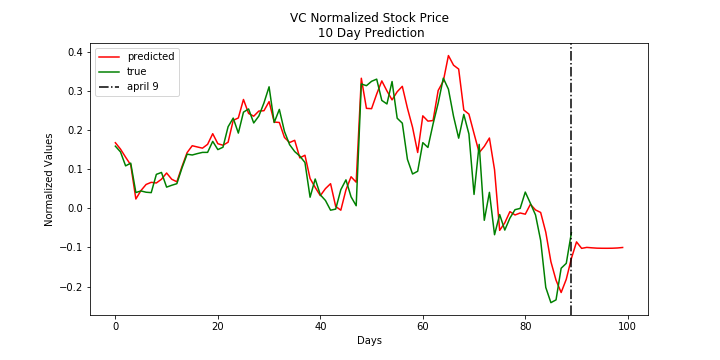 VC Normalized Stock Price
10 Day Prediction
predicted
true
april 9
Normalized Values
0.4
0.3
0.2
0.1
0.0
−0.1
−0.2
0
20
40
60
80
100
Days